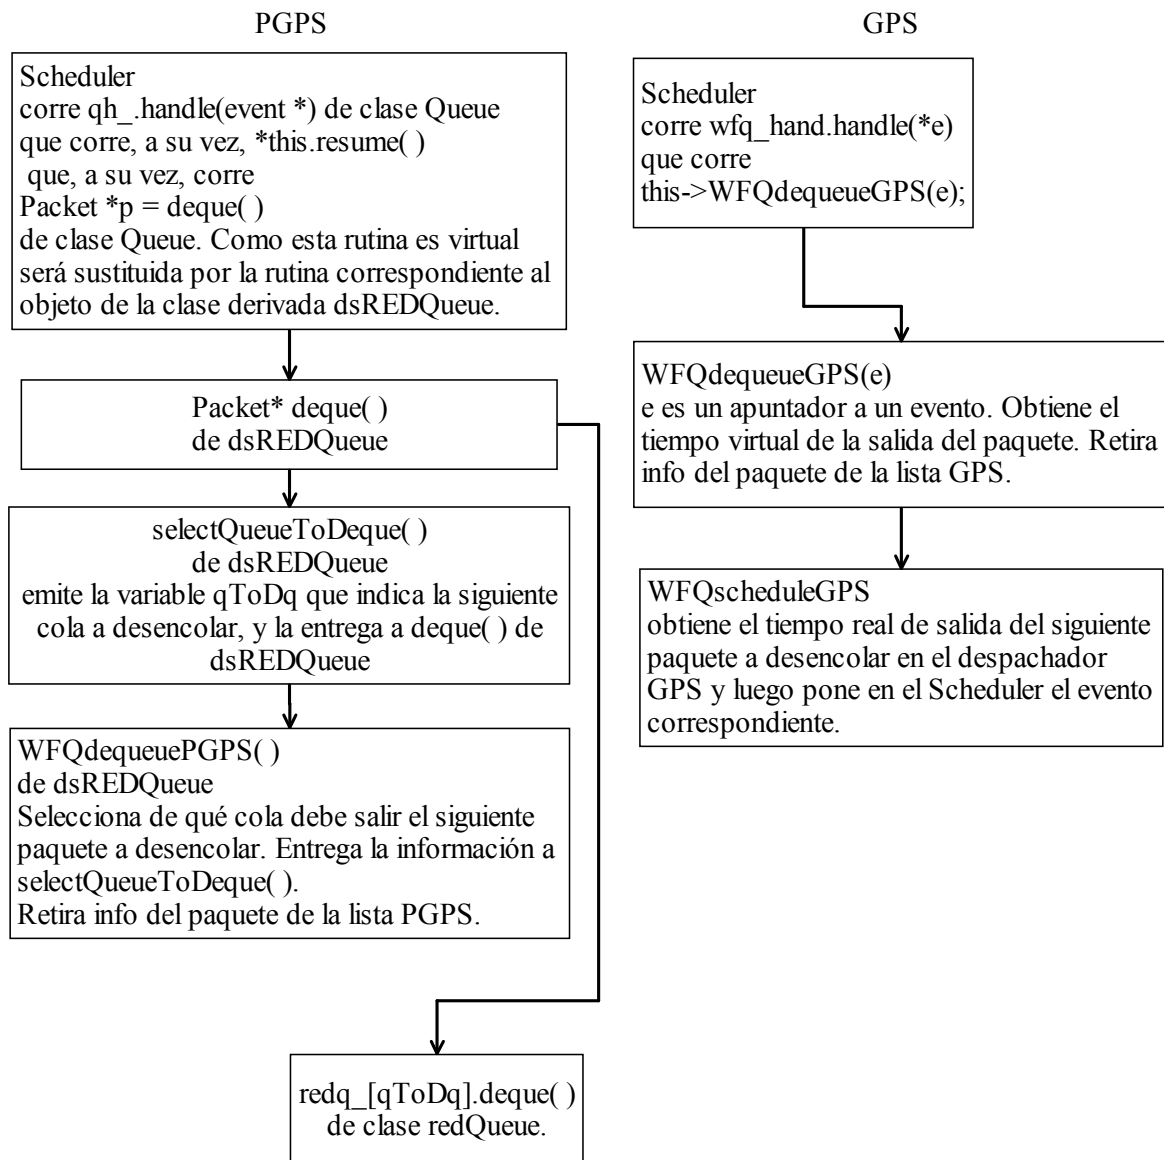 PGPS
Scheduler
corre qh_.handle(event *) de clase Queue
que corre, a su vez, *this.resume( )
que, a su vez, corre
Packet *p = deque( )
de clase Queue. Como esta rutina es virtual
será sustituida por la rutina correspondiente al
objeto de la clase derivada dsREDQueue.
Packet* deque( )
de dsREDQueue
selectQueueToDeque( )
de dsREDQueue
emite la variable qToDq que indica la siguiente
cola a desencolar, y la entrega a deque( ) de
dsREDQueue
WFQdequeuePGPS( )
de dsREDQueue
Selecciona de qué cola debe salir el siguiente
paquete a desencolar. Entrega la información a
selectQueueToDeque( ).
Retira info del paquete de la lista PGPS.
redq_[qToDq].deque( )
de clase redQueue.
GPS
Scheduler
corre wfq_hand.handle(*e)
que corre
this->WFQdequeueGPS(e);
WFQdequeueGPS(e)
e es un apuntador a un evento. Obtiene el
tiempo virtual de la salida del paquete. Retira
info del paquete de la lista GPS.
WFQscheduleGPS
obtiene el tiempo real de salida del siguiente
paquete a desencolar en el despachador
GPS y luego pone en el Scheduler el evento
correspondiente.